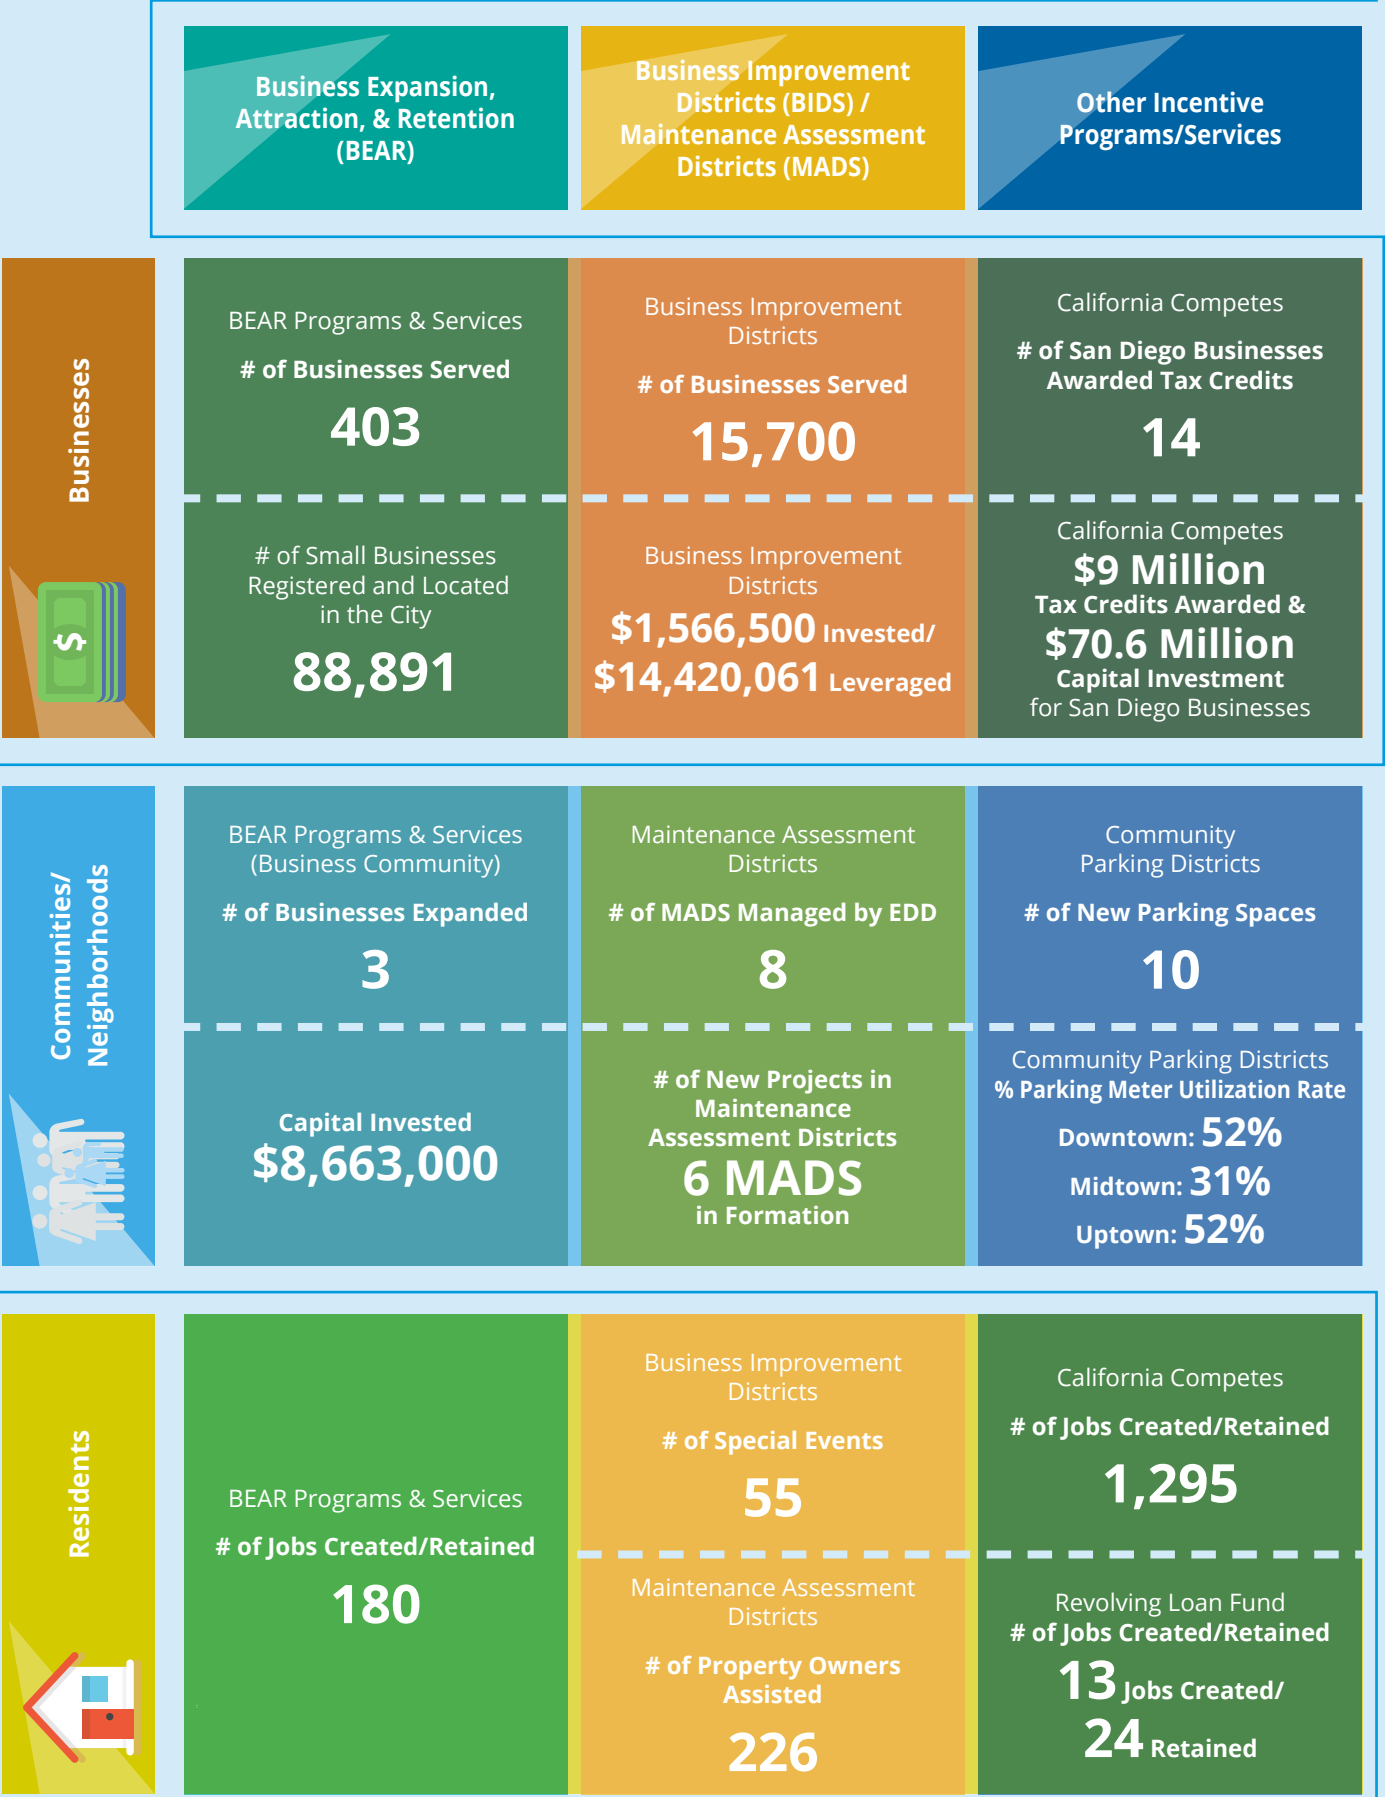 Business Expansion,
Attraction, & Retention
(BEAR)
Business Improvement
Districts (BIDS) /
Maintenance Assessment
Districts (MADS)
Other Incentive
Programs/Services
Businesses
$
BEAR Programs & Services
# of Businesses Served
403
# of Small Businesses
Registered and Located
in the City
88,891
Business Improvement
Districts
# of Businesses Served
15,700
Business Improvement
Districts
$1,566,500 Invested/
$14,420,061 Leveraged
California Competes
# of San Diego Businesses
Awarded Tax Credits
14
California Competes
$9 Million
Tax Credits Awarded &
$70.6 Million
Capital Investment
for San Diego Businesses
Communities/
Neighborhoods
BEAR Programs & Services
(Business Community)
# of Businesses Expanded
3
Capital Invested
$8,663,000
Maintenance Assessment
Districts
# of MADS Managed by EDD
8
# of New Projects in
Maintenance
Assessment Districts
6 MADS
in Formation
Community
Parking Districts
# of New Parking Spaces
10
Community Parking Districts
% Parking Meter Utilization Rate
Downtown: 52%
Midtown: 31%
Uptown: 52%
Residents
BEAR Programs & Services
# of Jobs Created/Retained
180
Business Improvement
Districts
# of Special Events
55
Maintenance Assessment
Districts
# of Property Owners
Assisted
226
California Competes
# of Jobs Created/Retained
1,295
Revolving Loan Fund
# of Jobs Created/Retained
13 Jobs Created/
24 Retained